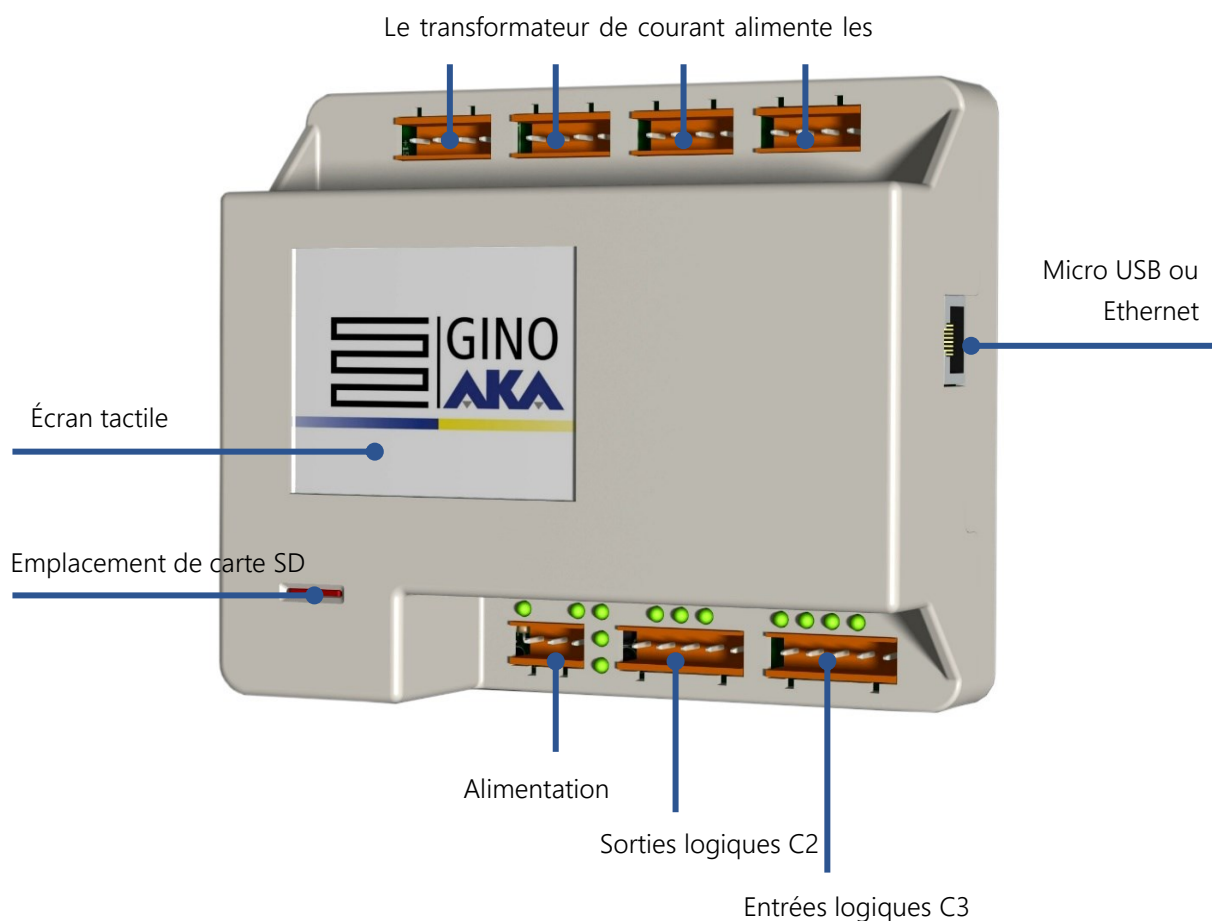 Le transformateur de courant alimente les
Micro USB ou
Ethernet
GINO
AKA
Écran tactile
Emplacement de carte SD
Alimentation
Sorties logiques C2
Entrées logiques C3